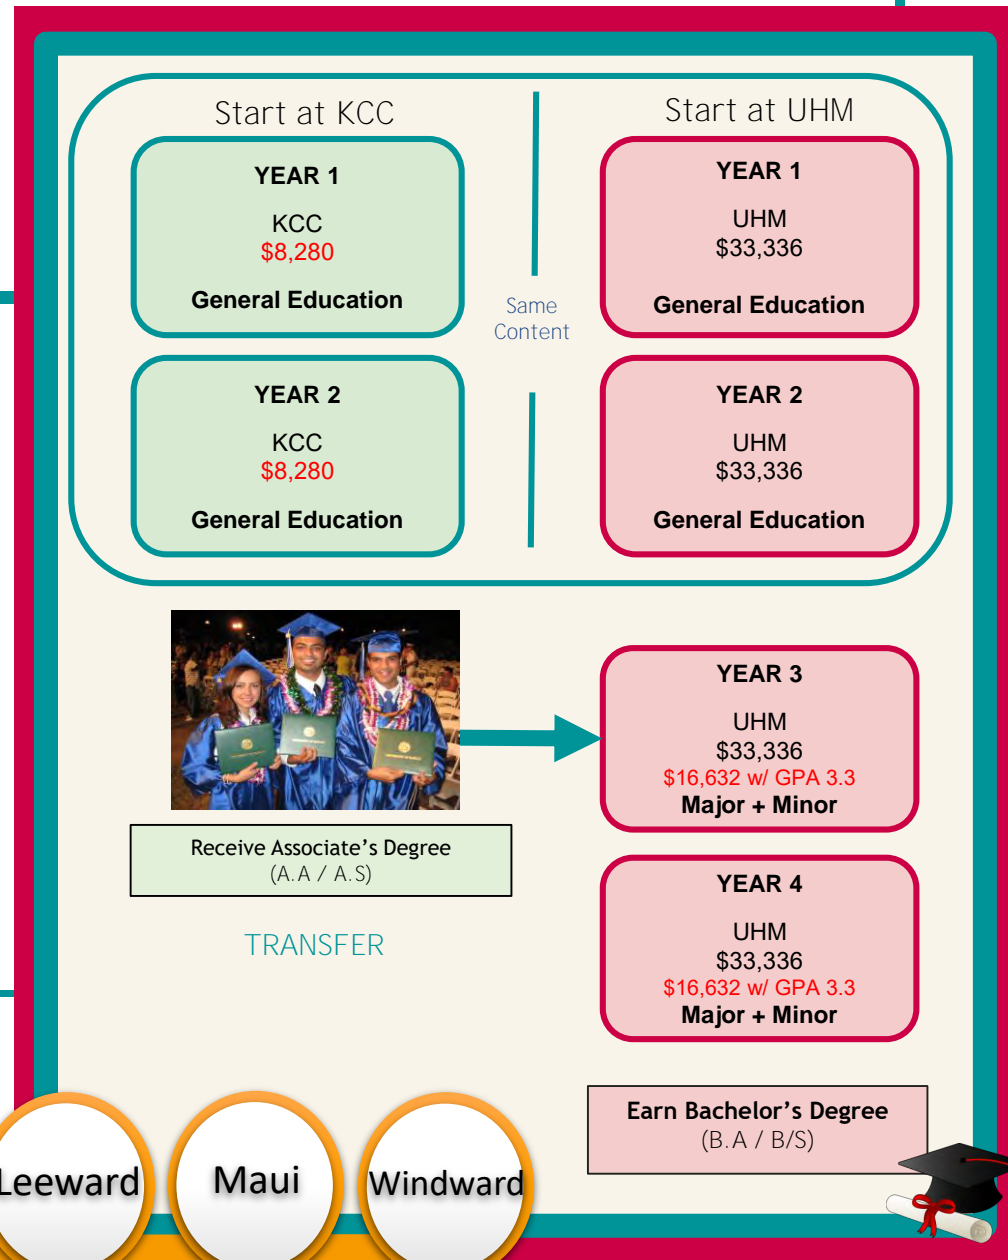 Start at KCC
YEAR 1
KCC
$8,280
General Education
YEAR 2
KCC
$8,280
General Education
Same
Content
Start at UHM
YEAR 1
UHM
$33,336
General Education
YEAR 2
UHM
$33,336
General Education
Receive Associate's Degree
(A.A / A.S)
TRANSFER
YEAR 3
UHM
$33,336
$16,632 w/ GPA 3.3
Major + Minor
YEAR 4
UHM
$33,336
$16,632 w/ GPA 3.3
Major + Minor
Earn Bachelor's Degree
(B.A / B/S)
Leeward
Maui
Windward